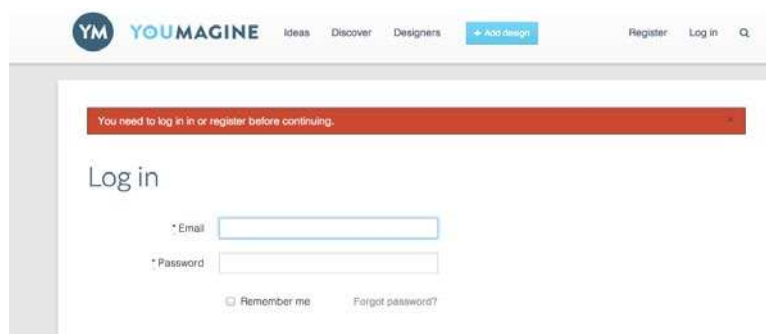 YM YOUMAGINE Ideas Discover Designers + Add design Register Log in
You need to log in in or register before continuing. ×
Log in
* Email
* Password
Remember me Forgot password?